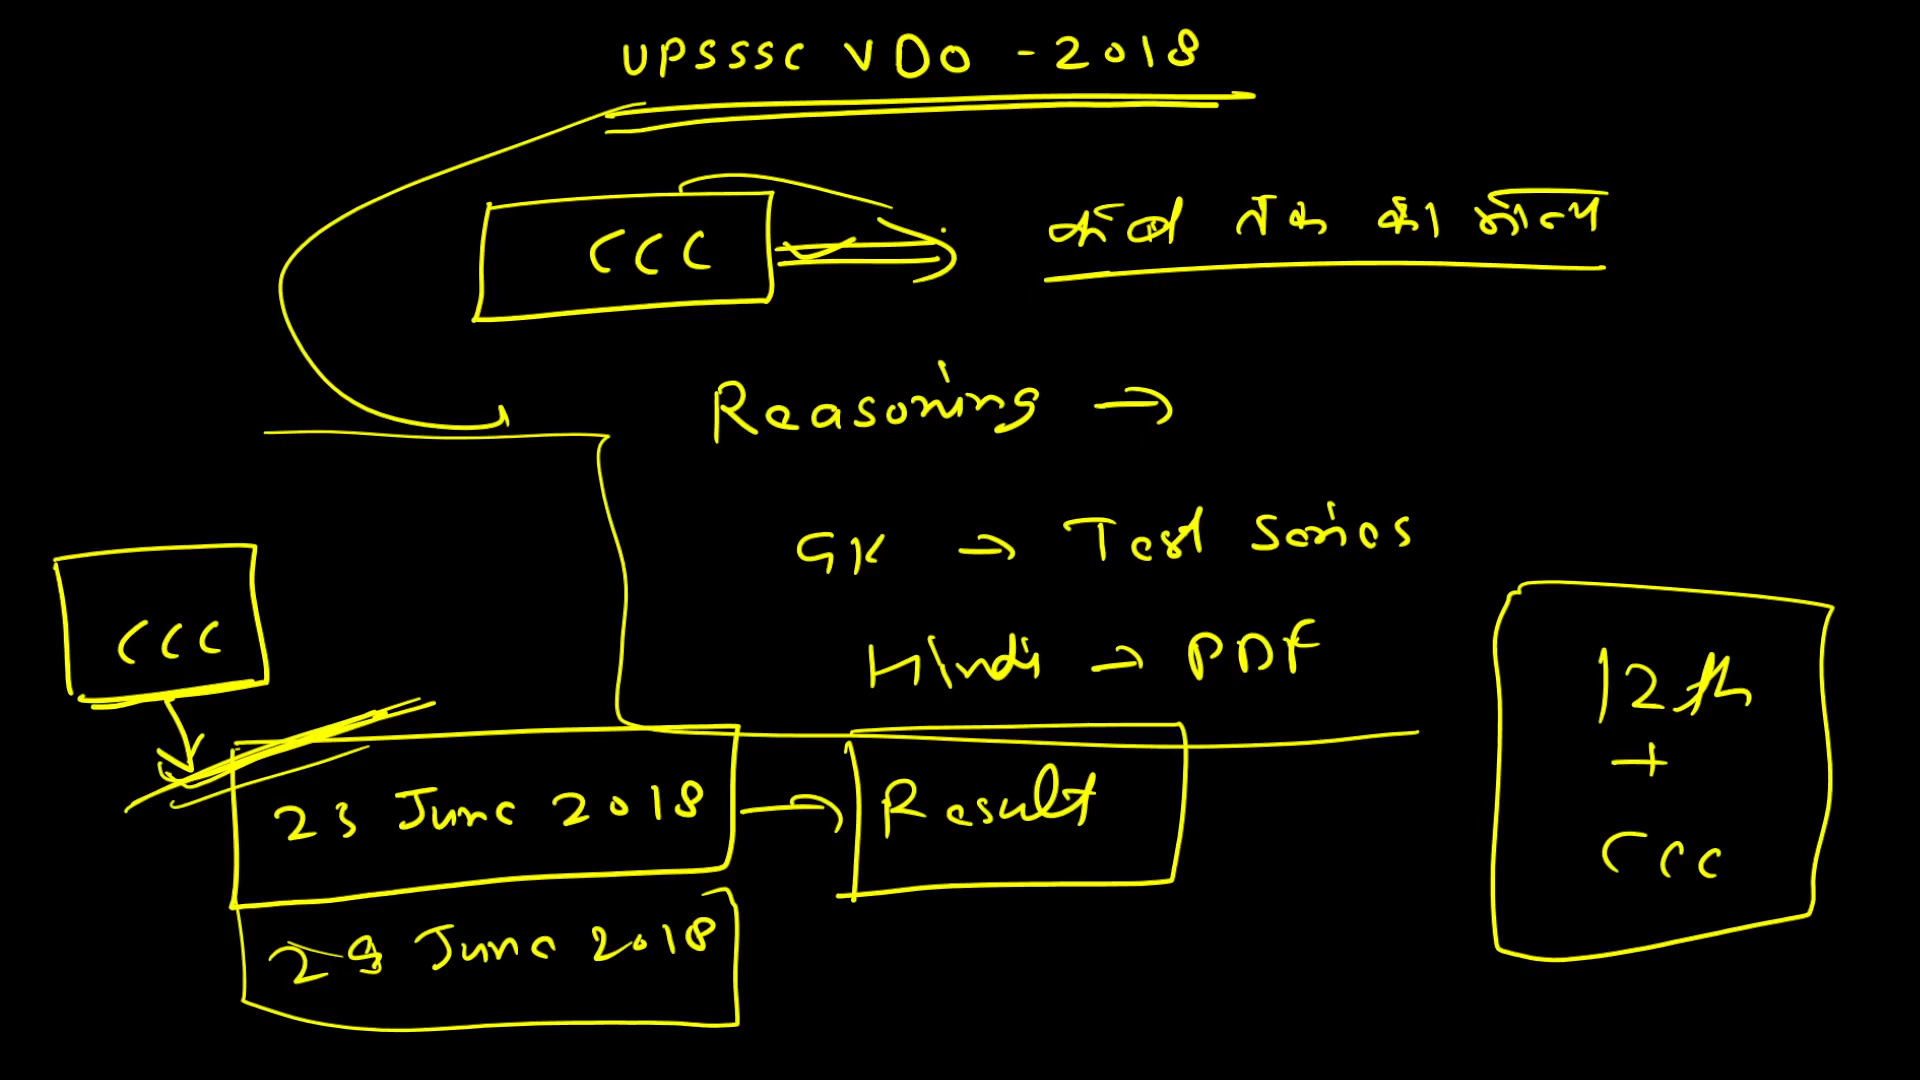 UPSSSC VDO - 2018
CCC
कब तक का मान्य
Reasoning →
GK → Test Series
CCC
Hindi → PDF
12th
+
CCC
23 June 2018 → Result
29 June 2018